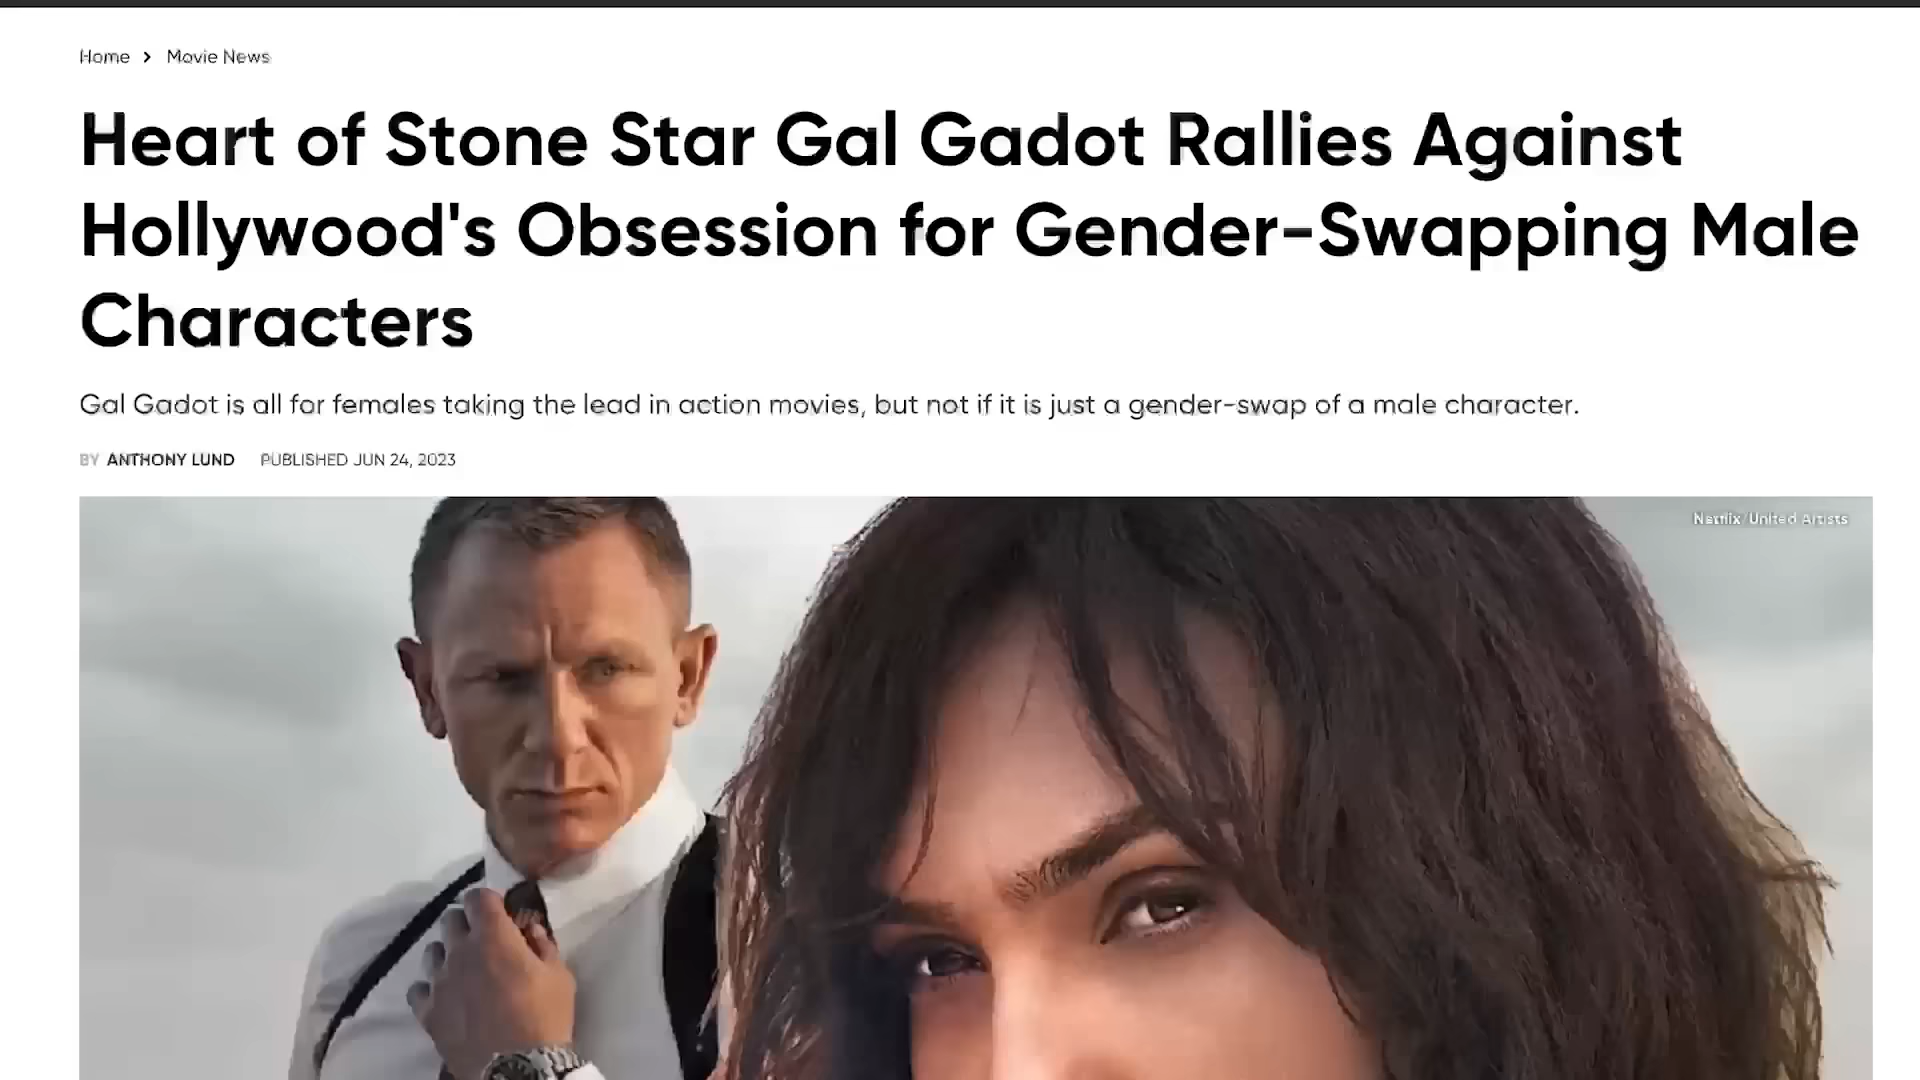 Home > Movie News
Heart of Stone Star Gal Gadot Rallies Against
Hollywood's Obsession for Gender-Swapping Male
Characters
Gal Gadot is all for females taking the lead in action movies, but not if it is just a gender-swap of a male character.
BY ANTHONY LUND PUBLISHED JUN 24, 2023
Netflix/United Artists